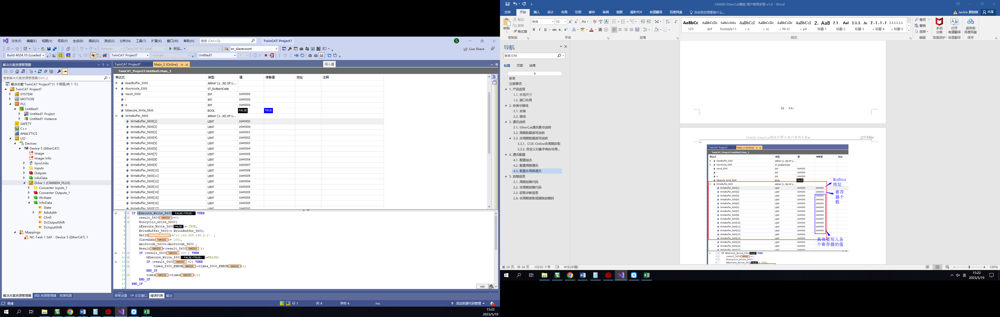 文件(F) 编辑(E) 视图(V) 项目(P) 生成(B) 调试(D) 测试(S) 分析(N) 工具(T) 扩展(X) 窗口(W) 帮助(H) 搜索 (Ctrl+Q) TwinCAT Project7
Release TwinCAT RT (x64) 附加... ec_slavecount Live Share
Build 4024.10 (Loaded TwinCAT Project7 <Local> Untitled1 1
解决方案资源管理器
搜索解决方案资源管理器(Ctrl+;)
解决方案"TwinCAT Project7"(1 个项目/共 1 个)
TwinCAT Project7
SYSTEM
MOTION
PLC
Untitled1
Untitled1 Project
Untitled1 Instance
SAFETY
C++
ANALYTICS
I/O
Devices
Device 5 (EtherCAT)
Image
Image-Info
SyncUnits
Inputs
Outputs
InfoData
Drive 1 (CM680H_PLUS)
Converter Inputs_1
Converter Outputs_1
WcState
InfoData
State
AdsAddr
Chn0
DcOutputShift
DcInputShift
Mappings
NC-Task 1 SAF - Device 5 (EtherCAT) 1
解决方案资源管理器 团队资源管理器 资源视图
TwinCAT Project7 Main_3 [Online] 写入值
TwinCAT_Project7.Untitled1.Main_3
表达式 类型 值 准备值 地址 注释
ReadBuffer_5300 ARRAY [1..30] OF U...
Abortcode_5300 ST_EcAbortCode
result_5300 INT 16#0000
i INT 16#0000
a INT 16#0000
bExecute_Write_5600 BOOL FALSE TRUE
WriteBuffer_5600 ARRAY [1..30] OF U...
WriteBuffer_5600[1] UINT 16#0432
WriteBuffer_5600[2] UINT 16#000A
WriteBuffer_5600[3] UINT 16#0001
WriteBuffer_5600[4] UINT 16#0002
WriteBuffer_5600[5] UINT 16#0003
WriteBuffer_5600[6] UINT 16#0004
WriteBuffer_5600[7] UINT 16#0005
WriteBuffer_5600[8] UINT 16#0006
WriteBuffer_5600[9] UINT 16#0007
WriteBuffer_5600[10] UINT 16#0008
WriteBuffer_5600[11] UINT 16#0009
WriteBuffer_5600[12] UINT 16#000A
WriteBuffer_5600[13] UINT 16#0000
WriteBuffer_5600[14] UINT 16#0000
WriteBuffer_5600[15] UINT 16#0000
WriteBuffer_5600[16] UINT 16#0000
WriteBuffer_5600[17] UINT 16#0000
1 IF bExecute_Write_5600 FALSE<TRUE> THEN
2 result_5600 16#0000 :=0;
3 Noncyclic_write_5600(
4 bExecute_Write_5600 FALSE := TRUE,
5 WriteBuffer_5600:= WriteBuffer_5600,
6 NetID :='10.143.255.146.2.1' ,
7 SlaveAddr 16#0000 := 1001,
8 Abortcode_5600=>Abortcode_5600 ,
9 Result 16#0000 =>result_5600 16#0000 );
10 IF (result_5600 16#0000 <>0 ) THEN
11 bExecute_Write_5600 FALSE<TRUE> :=FALSE;
12 IF (result_5600 16#0000 =2) THEN
13 times_5300_ERROR 16#0000 :=times_5300_ERROR 16#0000 +1;
14 END_IF
15 times 16#0000 :=times 16#0000 +1;;
16 END_IF
17 END_IF
18
100
异常设置 F# 交互窗口 错误列表 输出
就绪 行 1 列 4 字符 4 Ins 添加到源代码管理
15:22
2023/5/19
CM680-EtherCat模组 用户使用手册-v1.0 - Word
文件 开始 插入 设计 布局 引用 邮件 审阅 视图 福昕PDF 有道翻译 百度网盘 告诉我您想要做什么... Jackie 顾晓琳 共享
粘贴 剪切 复制 格式刷 宋体 10
剪贴板 字体 段落 样式 编辑 数据保护 有道翻译 保存
AaBbCc AaBbCcDc AaBbCcDdEe AaBbCcI AaBbCcDc AaBbCcDd AaBbCcI 2. AaB 2.1. AaI 2.1.1. Aa 2.1.1.1 2.1.1.1.1.
123 def fontstyle11 n n) NI-H p0 标题 1 标题 2 标题 3 标题 4 标题 6
查找 替换 选择
手动分类 打开有道翻译 保存到百度网盘
导航
搜索文档
标题 页面 结果
前言
注意事项
1. 产品信息
1.1. 外观尺寸
1.2. 接口布局
2. 安装与接线
2.1. 安装
2.2. 接线
3. 通讯说明
3.1. EtherCat通讯要点说明
3.2. 周期数据读写说明
3.3. 非周期数据读写说明
3.3.1. COE-Online非周期获取
3.3.2. 自定义对象字典的非周...
4. 通讯配置
4.1. 配置组态
4.2. 配置周期通讯
4.3. 配置非周期通讯
5. 故障信息
2.1. 周期故障代码
2.2. 非周期故障代码
2.3. 获取诊断信息
2.4. 非周期读取或擦除故障码
26 / 34
CM680-EtherCat模组扩展卡用户使用手册 (27/34)
TwinCAT Project7 Main_3 [Online]
TwinCAT_Project7.Untitled1.Main_3
表达式 类型 值 准备值 地址
ReadBuffer_5300 ARRAY [1..30] OF U...
Abortcode_5300 ST_EcAbortCode
result_5300 INT 16#0000
i INT 16#0000
a INT 16#0000
bExecute_Write_5600 BOOL FALSE
WriteBuffer_5600 ARRAY [1..30] OF U...
WriteBuffer_5600[1] UINT 16#0000 16#0432
WriteBuffer_5600[2] UINT 16#0000 16#000A
WriteBuffer_5600[3] UINT 16#0000 16#0001
WriteBuffer_5600[4] UINT 16#0000 16#0002
WriteBuffer_5600[5] UINT 16#0000 16#0003
WriteBuffer_5600[6] UINT 16#0000 16#0004
WriteBuffer_5600[7] UINT 16#0000 16#0005
WriteBuffer_5600[8] UINT 16#0000 16#0006
WriteBuffer_5600[9] UINT 16#0000 16#0007
WriteBuffer_5600[10] UINT 16#0000 16#0008
WriteBuffer_5600[11] UINT 16#0000 16#0009
WriteBuffer_5600[12] UINT 16#0000 16#000A
WriteBuffer_5600[13] UINT 16#0000
WriteBuffer_5600[14] UINT 16#0000
WriteBuffer_5600[15] UINT 16#0000
WriteBuffer_5600[16] UINT 16#0000
WriteBuffer_5600[17] UINT 16#0000
Modbus
地址
寄存
器个
数
具体要写入各
个寄存器的值
1 IF bExecute_Write_5600 FALSE THEN
2 result_5600 16#0000 :=0;
3 Noncyclic_write_5600(
4 bExecute_Write_5600 FALSE := TRUE,
第 26 页, 共 34 页 10250 个字 中文(中国) 100%
英 15:22
2023/5/19